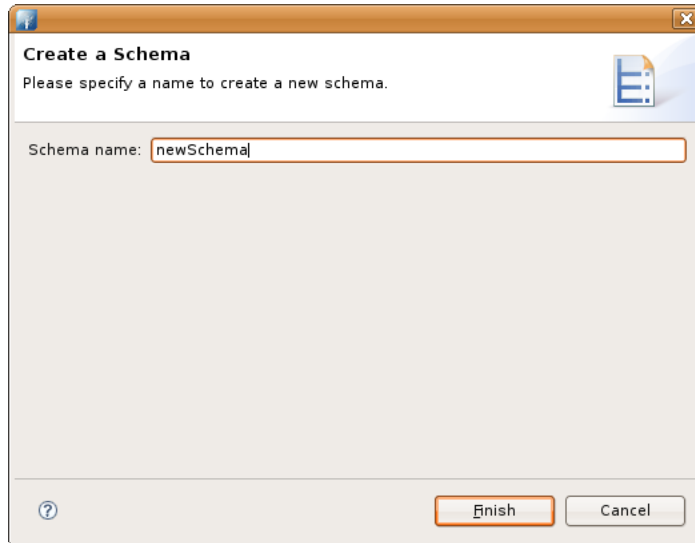 Create a Schema
Please specify a name to create a new schema.
Schema name: newSchema
Finish Cancel